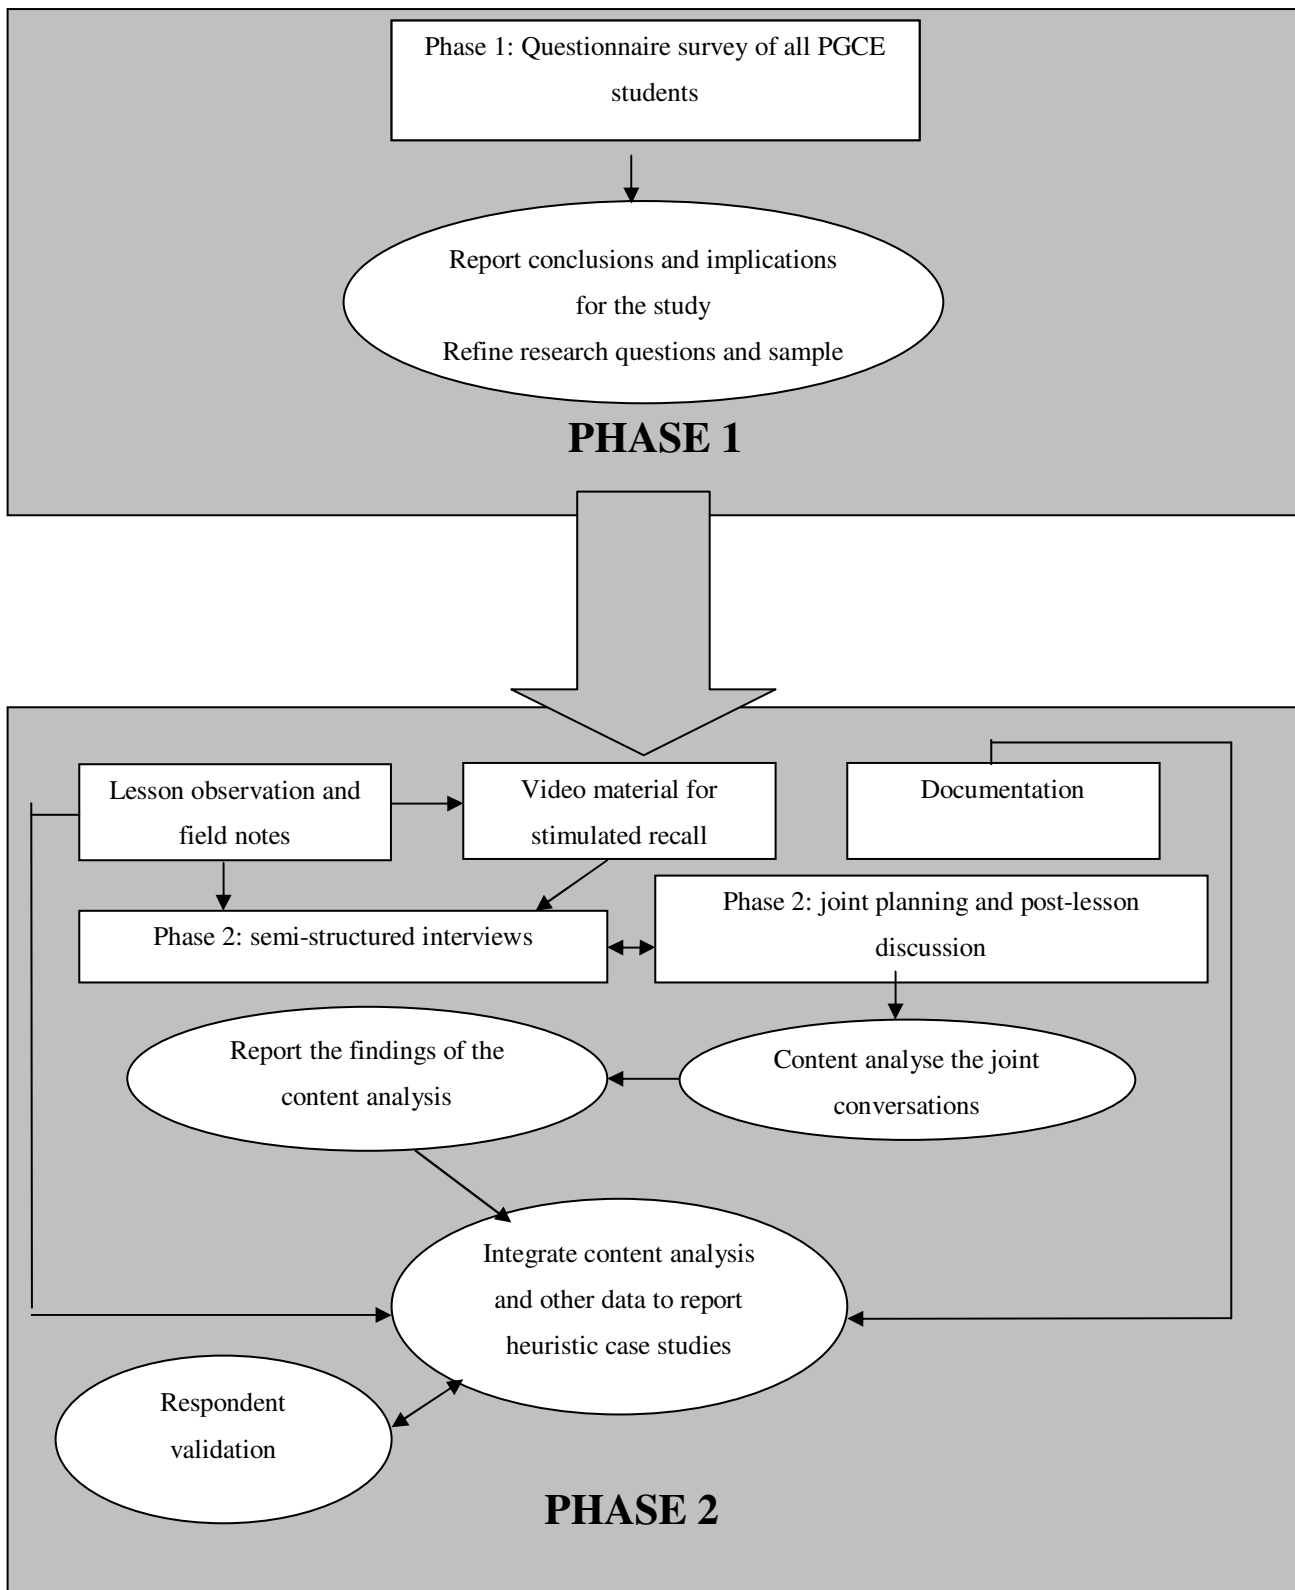 Phase 1: Questionnaire survey of all PGCE
students
Report conclusions and implications
for the study
Refine research questions and sample
PHASE 1
Lesson observation and
field notes
Video material for
stimulated recall
Documentation
Phase 2: semi-structured interviews
Phase 2: joint planning and post-lesson
discussion
Report the findings of the
content analysis
Content analyse the joint
conversations
Integrate content analysis
and other data to report
heuristic case studies
Respondent
validation
PHASE 2